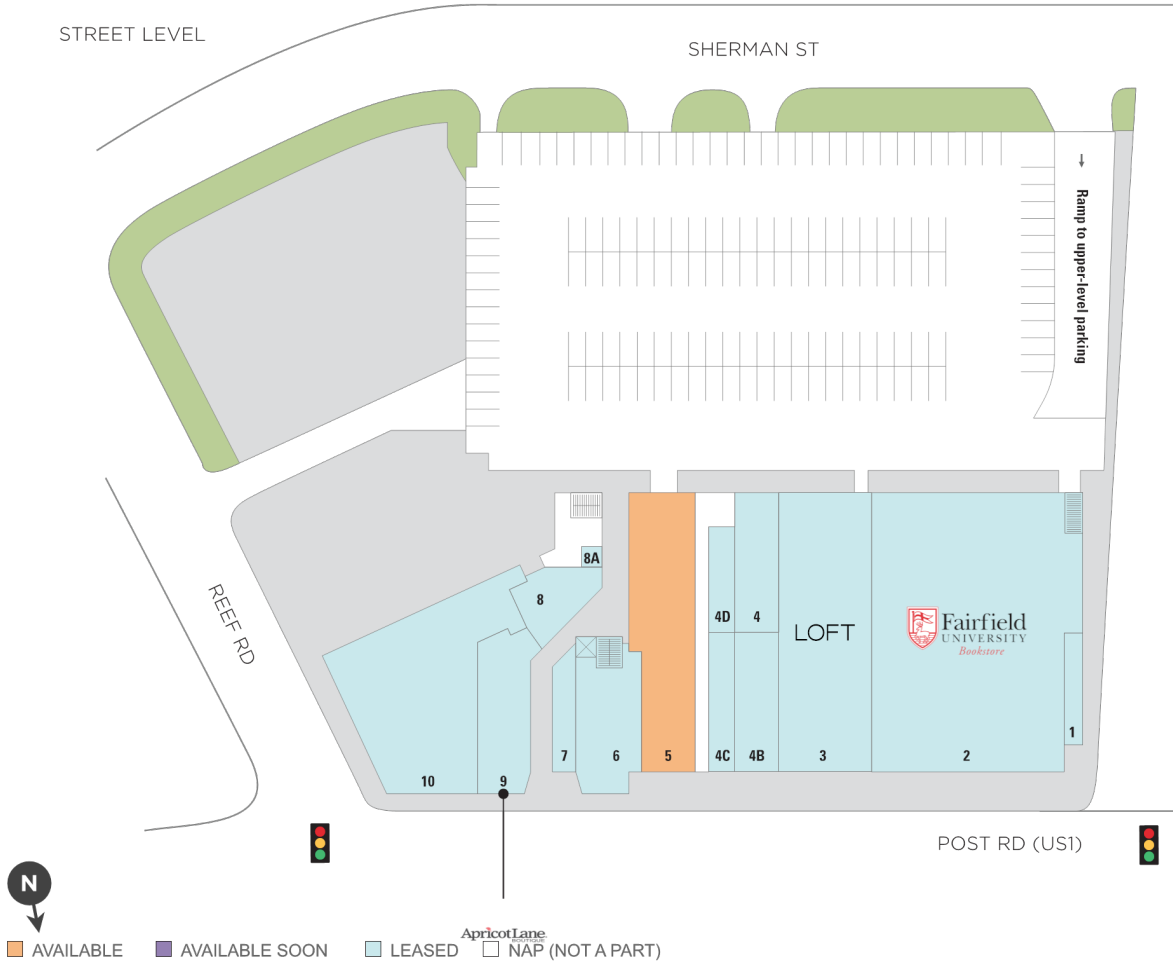 STREET LEVEL
SHERMAN ST
Ramp to upper-level parking
REEF RD
8A
8
4D
4
LOFT
Fairfield
UNIVERSITY
Bookstore
1
10
9
7
6
5
4C
4B
3
2
POST RD (US1)
N
ApricotLane
BOUTIQUE
AVAILABLE
AVAILABLE SOON
LEASED
NAP (NOT A PART)